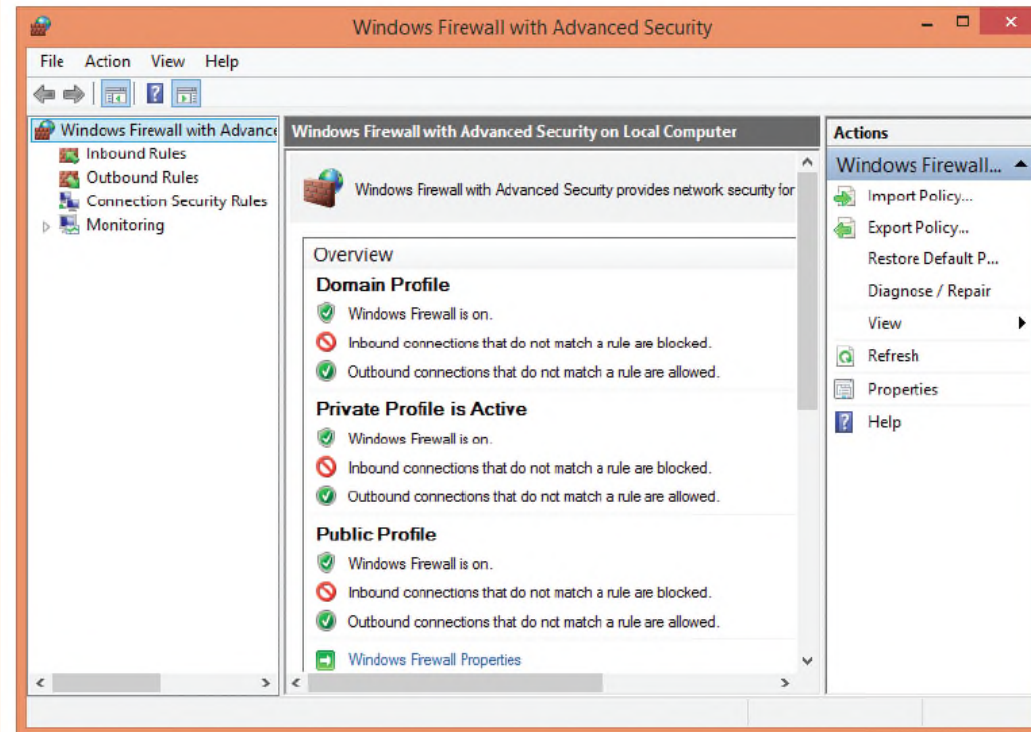 Windows Firewall with Advanced Security
File Action View Help
Windows Firewall with Advance
Inbound Rules
Outbound Rules
Connection Security Rules
Monitoring
Windows Firewall with Advanced Security on Local Computer
Windows Firewall with Advanced Security provides network security for
Overview
Domain Profile
Windows Firewall is on.
Inbound connections that do not match a rule are blocked.
Outbound connections that do not match a rule are allowed.
Private Profile is Active
Windows Firewall is on.
Inbound connections that do not match a rule are blocked.
Outbound connections that do not match a rule are allowed.
Public Profile
Windows Firewall is on.
Inbound connections that do not match a rule are blocked.
Outbound connections that do not match a rule are allowed.
Windows Firewall Properties
Actions
Windows Firewall...
Import Policy...
Export Policy...
Restore Default P...
Diagnose / Repair
View
Refresh
Properties
Help